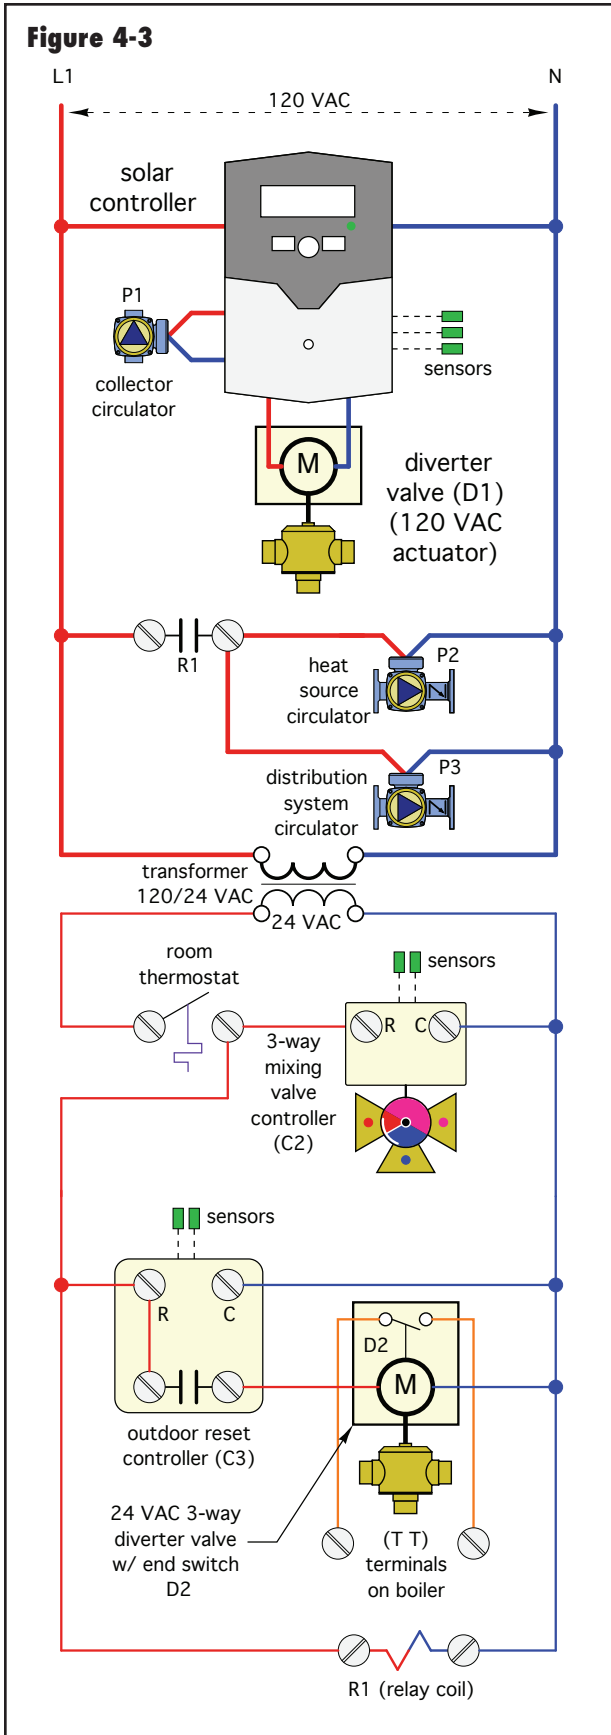 Figure 4-3
L1
N
120 VAC
solar
controller
P1
collector
circulator
sensors
M
diverter
valve (D1)
(120 VAC
actuator)
R1
P2
heat
source
circulator
P3
distribution
system
circulator
transformer
120/24 VAC
24 VAC
room
thermostat
sensors
R
C
3-way
mixing
valve
controller
(C2)
sensors
R
C
D2
M
outdoor reset
controller (C3)
24 VAC 3-way
diverter valve
w/ end switch
D2
(T T)
terminals
on boiler
R1 (relay coil)